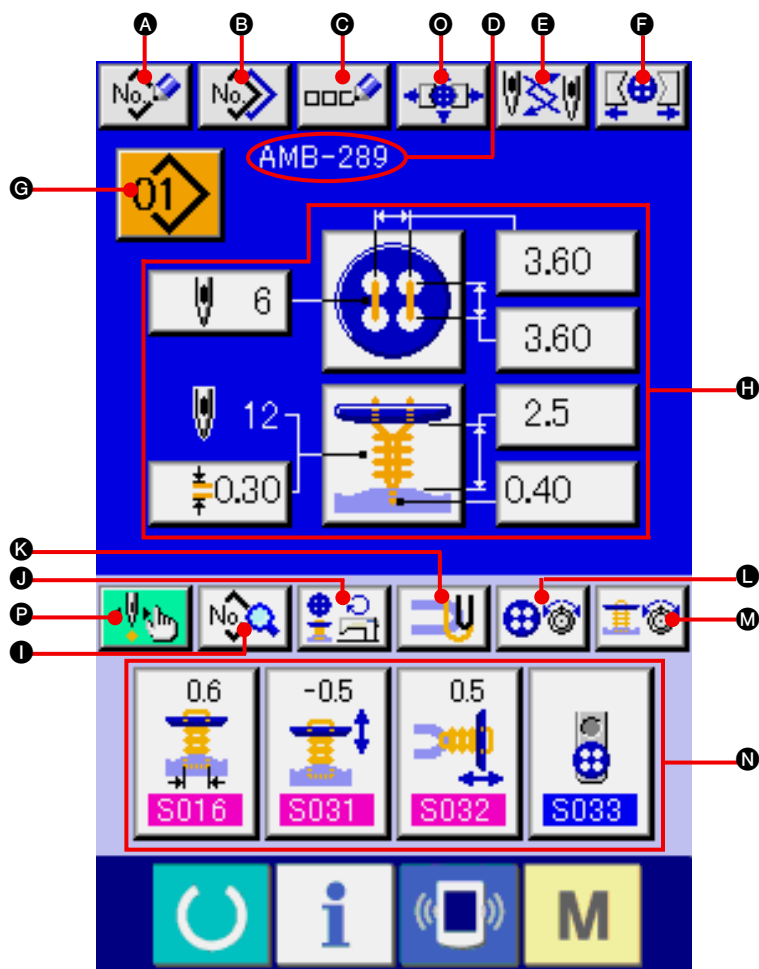 A B C O D E F
No. No.
AMB-289
G 01
3.60
6
3.60
H
12 2.5
0.30 0.40
K
J L
P No. M
I
0.6 -0.5 0.5
N
S016 S031 S032 S033
i M